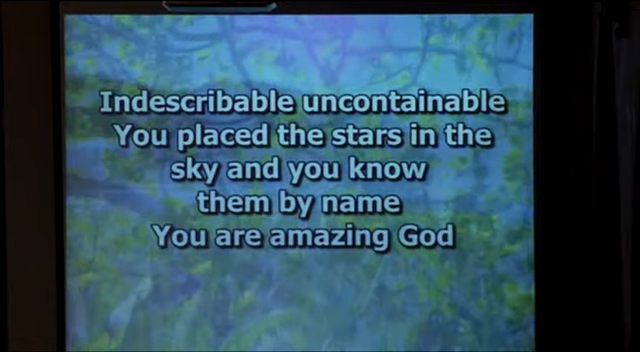 Indescribable uncontainable
You placed the stars in the
sky and you know
them by name
You are amazing God